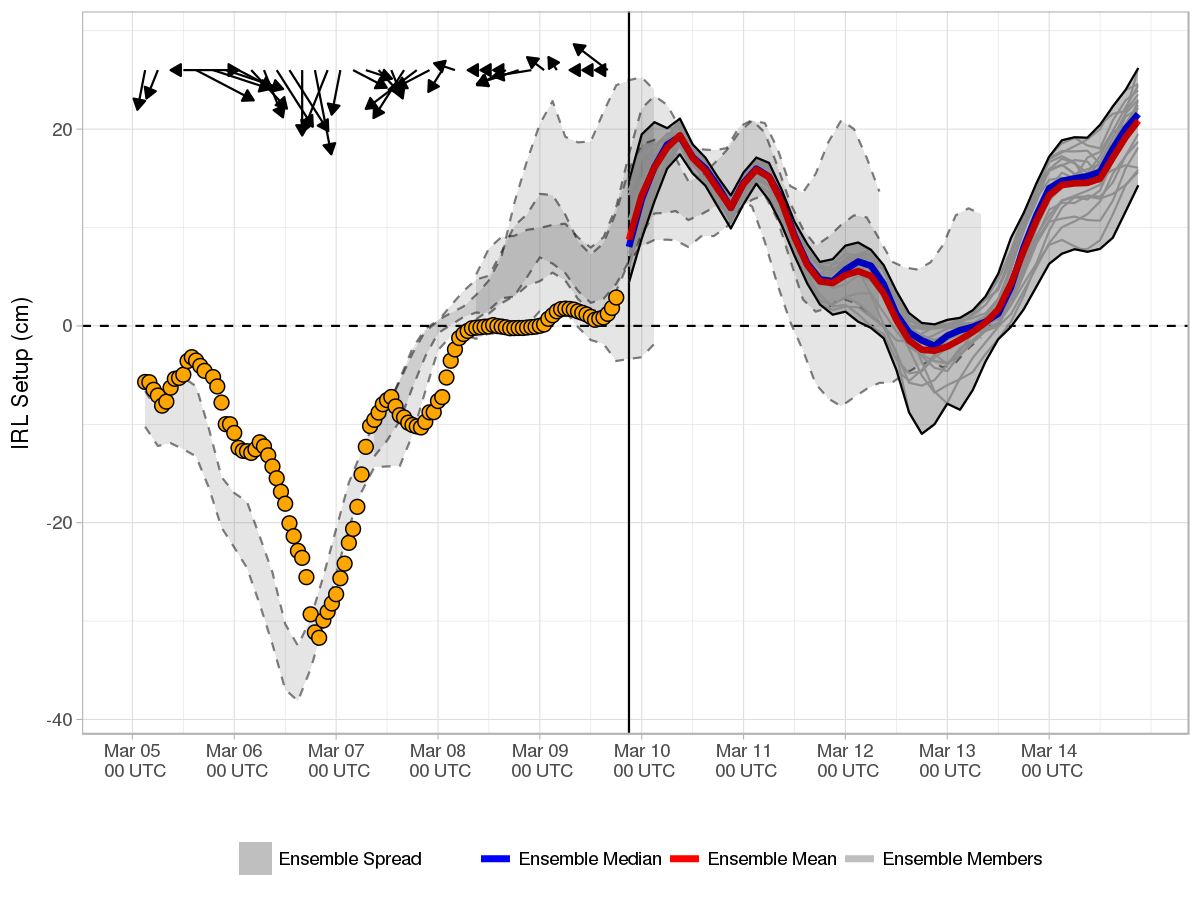 IRL Setup (cm)
20
0
-20
-40
Mar 05 Mar 06 Mar 07 Mar 08 Mar 09 Mar 10 Mar 11 Mar 12 Mar 13 Mar 14
00 UTC 00 UTC 00 UTC 00 UTC 00 UTC 00 UTC 00 UTC 00 UTC 00 UTC 00 UTC
Ensemble Spread Ensemble Median Ensemble Mean Ensemble Members